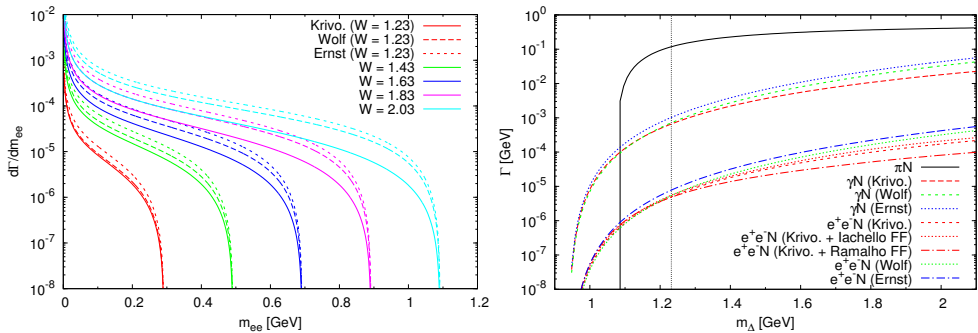 dΓ/dm_ee
10^-2
10^-3
10^-4
10^-5
10^-6
10^-7
10^-8
Krivo. (W = 1.23)
Wolf (W = 1.23)
Ernst (W = 1.23)
W = 1.43
W = 1.63
W = 1.83
W = 2.03
0 0.2 0.4 0.6 0.8 1.0 1.2
m_ee [GeV]
Γ [GeV]
10^0
10^-1
10^-2
10^-3
10^-4
10^-5
10^-6
10^-7
10^-8
πN
γN (Krivo.)
γN (Wolf)
γN (Ernst)
e^+e^-N (Krivo.)
e^+e^-N (Krivo. + Iachello FF)
e^+e^-N (Krivo. + Ramalho FF)
e^+e^-N (Wolf)
e^+e^-N (Ernst)
1 1.2 1.4 1.6 1.8 2
m_Δ [GeV]